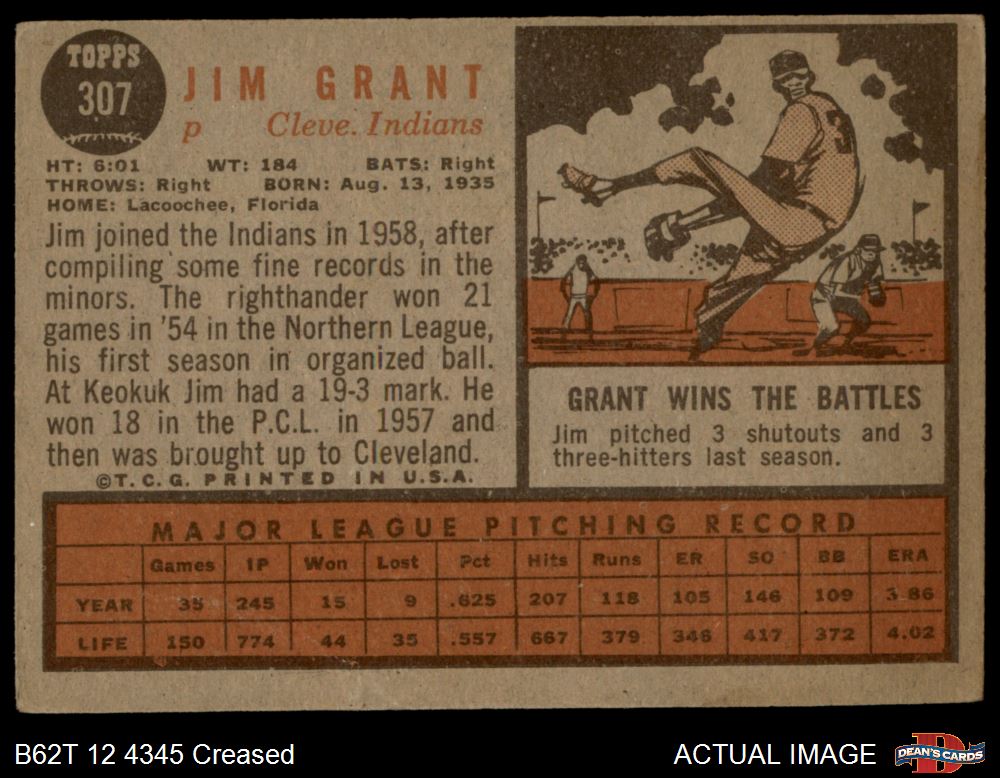 TOPPS
307
JIM GRANT
p Cleve. Indians
HT: 6:01 WT: 184 BATS: Right
THROWS: Right BORN: Aug. 13, 1935
HOME: Lacoochee, Florida
Jim joined the Indians in 1958, after
compiling some fine records in the
minors. The righthander won 21
games in '54 in the Northern League,
his first season in organized ball.
At Keokuk Jim had a 19-3 mark. He
won 18 in the P.C.L. in 1957 and
then was brought up to Cleveland.
©T. C. G. PRINTED IN U.S.A.
GRANT WINS THE BATTLES
Jim pitched 3 shutouts and 3
three-hitters last season.
MAJOR LEAGUE PITCHING RECORD
Games IP Won Lost Pct Hits Runs ER SO BB ERA
YEAR 35 245 15 9 .625 207 118 105 146 109 3.86
LIFE 150 774 44 35 .557 667 379 346 417 372 4.02
B62T 12 4345 Creased
ACTUAL IMAGE
D
DEAN'S CARDS